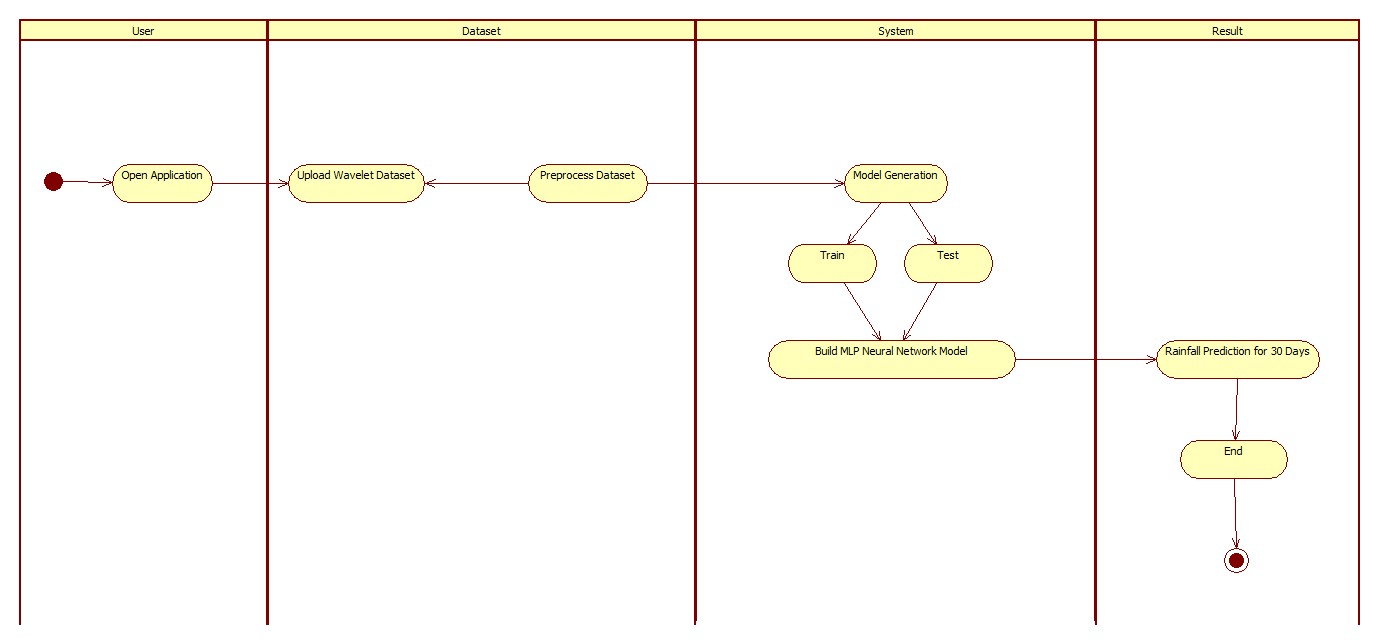 User
Dataset
System
Result
Open Application
Upload Wavelet Dataset
Preprocess Dataset
Model Generation
Train
Test
Build MLP Neural Network Model
Rainfall Prediction for 30 Days
End